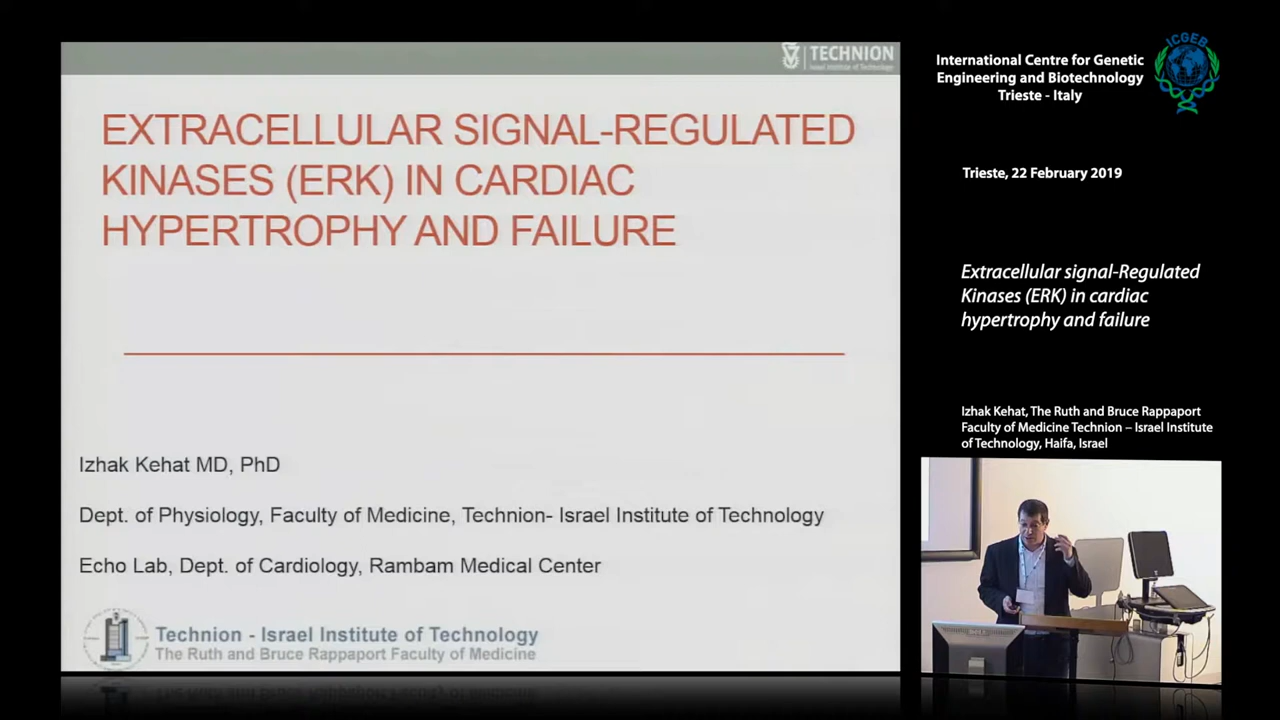 TECHNION
Israel Institute of Technology
EXTRACELLULAR SIGNAL-REGULATED
KINASES (ERK) IN CARDIAC
HYPERTROPHY AND FAILURE
Izhak Kehat MD, PhD
Dept. of Physiology, Faculty of Medicine, Technion- Israel Institute of Technology
Echo Lab, Dept. of Cardiology, Rambam Medical Center
Technion - Israel Institute of Technology
The Ruth and Bruce Rappaport Faculty of Medicine
International Centre for Genetic
Engineering and Biotechnology
Trieste - Italy
ICGEB
Trieste, 22 February 2019
Extracellular signal-Regulated
Kinases (ERK) in cardiac
hypertrophy and failure
Izhak Kehat, The Ruth and Bruce Rappaport
Faculty of Medicine Technion – Israel Institute
of Technology, Haifa, Israel